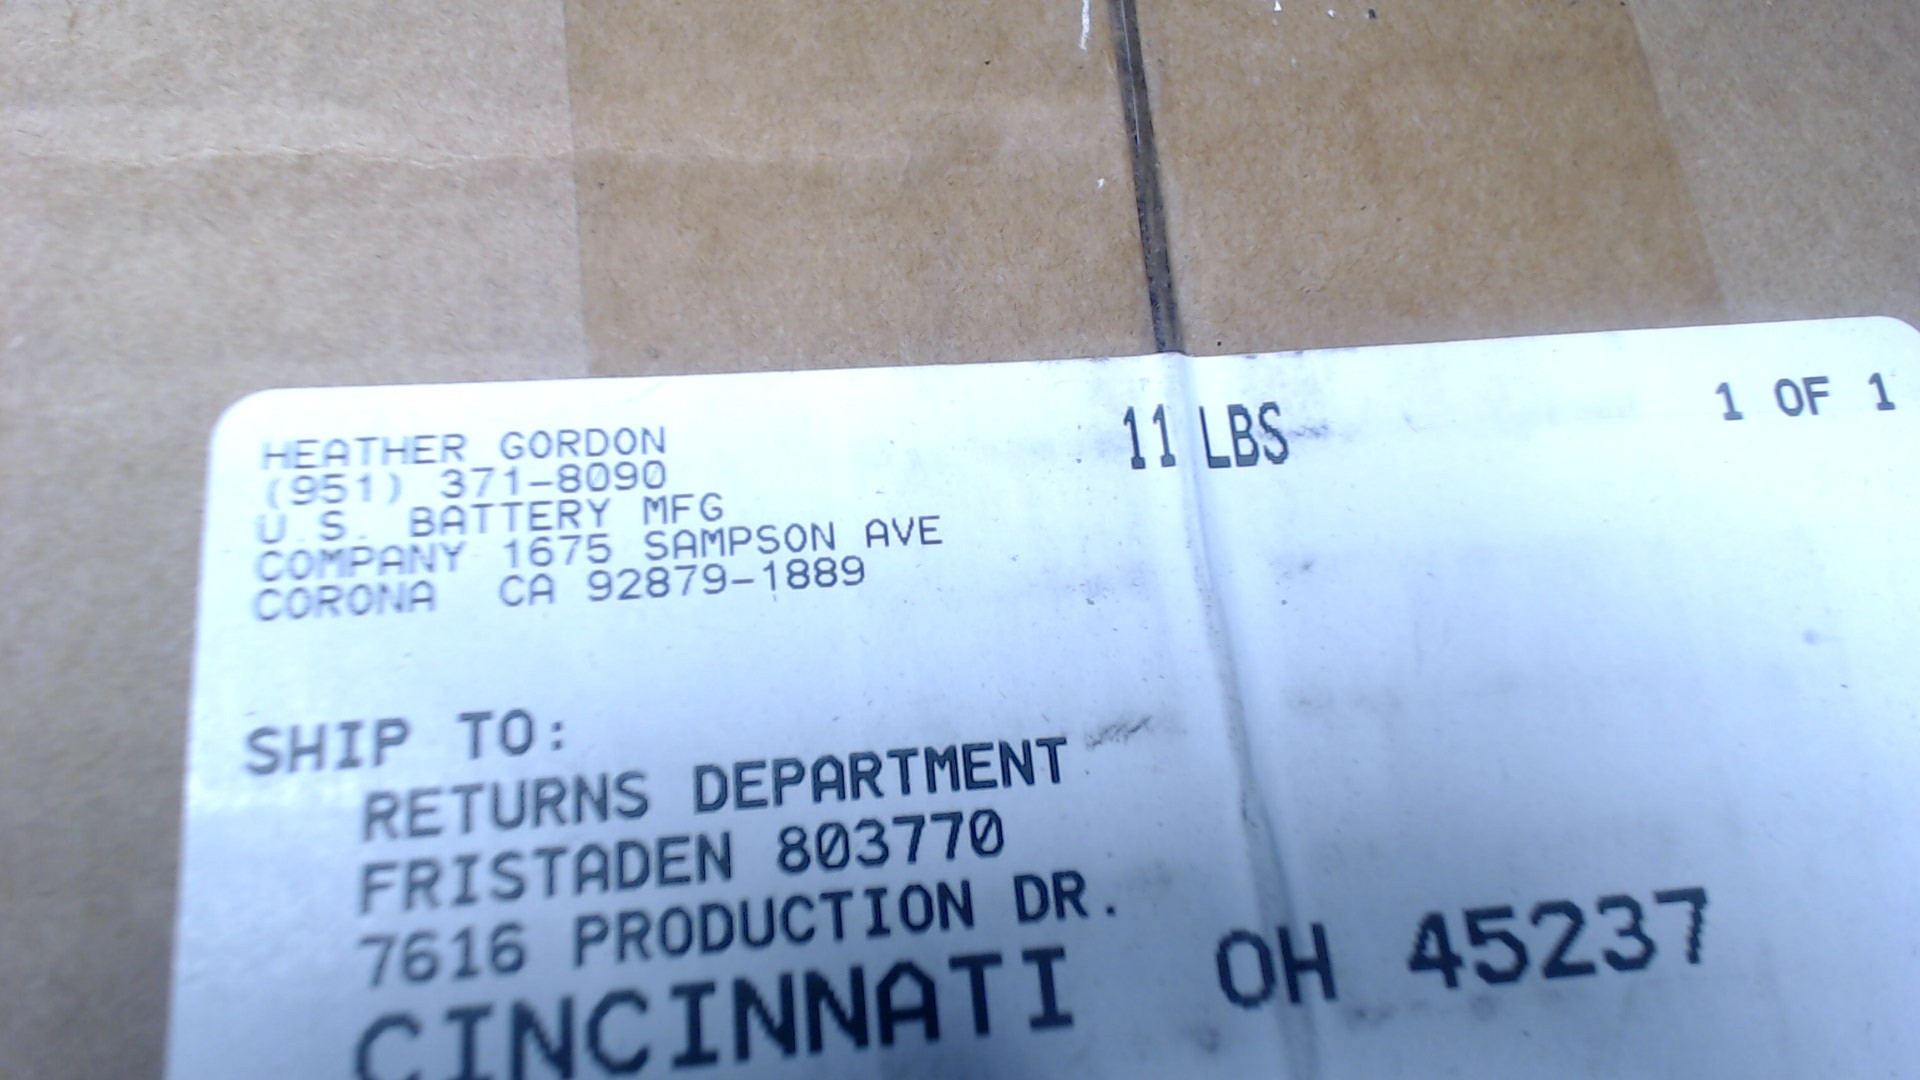 HEATHER GORDON
(951) 371-8090
U.S. BATTERY MFG
COMPANY 1675 SAMPSON AVE
CORONA CA 92879-1889
11 LBS
1 OF 1
SHIP TO:
RETURNS DEPARTMENT
FRISTADEN 803770
7616 PRODUCTION DR.
CINCINNATI OH 45237